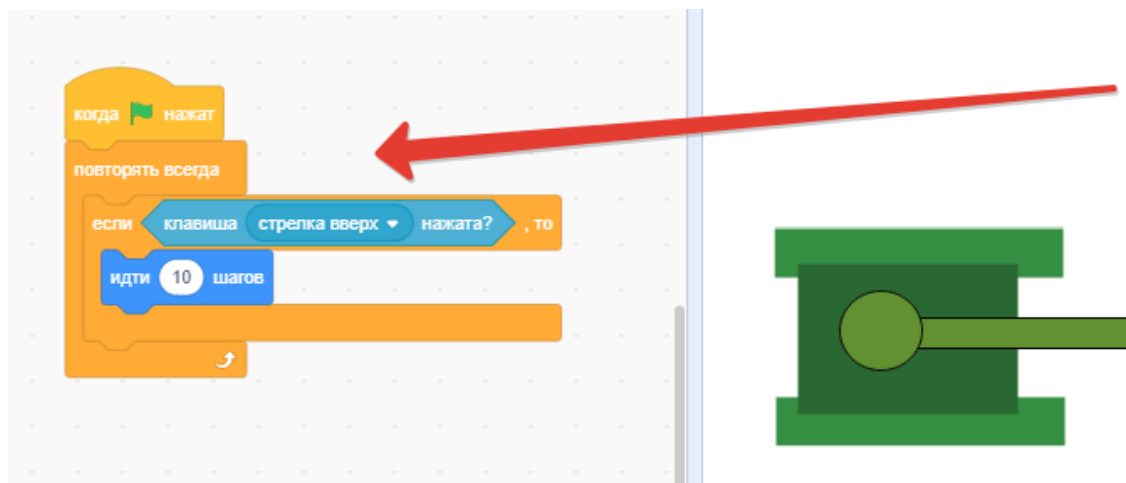 когда нажат
повторять всегда
если клавиша стрелка вверх нажата? , то
идти 10 шагов